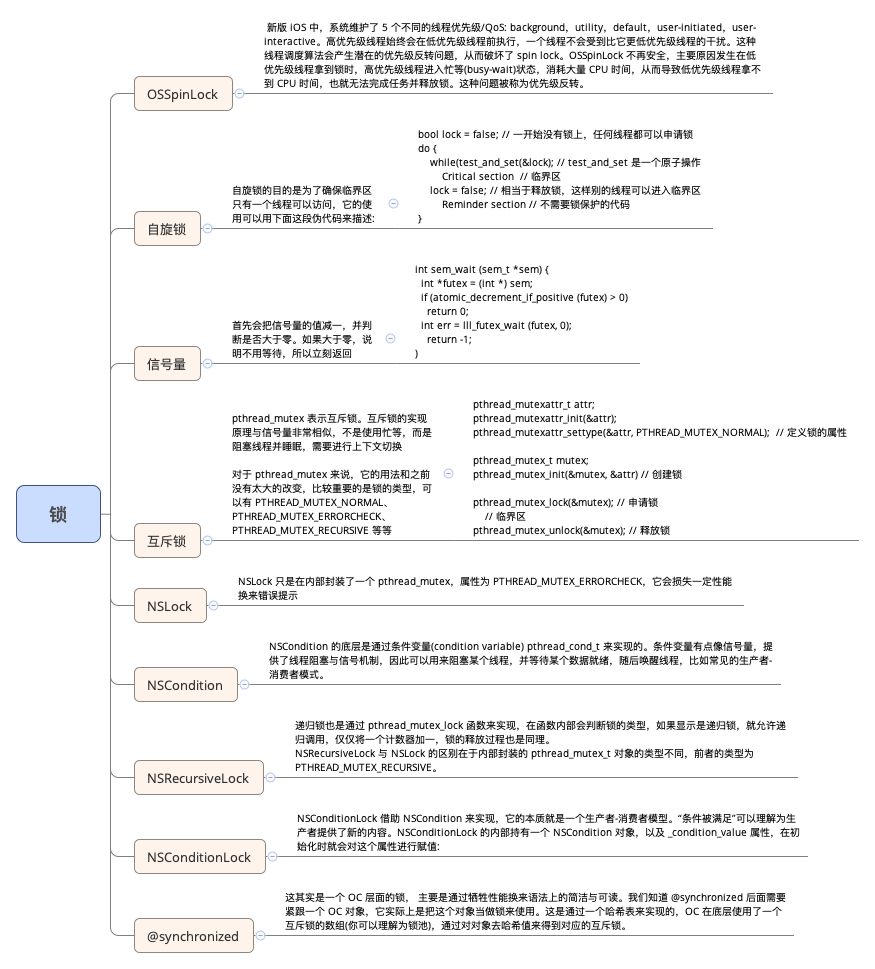 新版 iOS 中，系统维护了 5 个不同的线程优先级/QoS: background，utility，default，user-initiated，user-
interactive。高优先级线程始终会在低优先级线程前执行，一个线程不会受到比它更低优先级线程的干扰。这种
线程调度算法会产生潜在的优先级反转问题，从而破坏了 spin lock。OSSpinLock 不再安全，主要原因发生在低
优先级线程拿到锁时，高优先级线程进入忙等(busy-wait)状态，消耗大量 CPU 时间，从而导致低优先级线程拿不
到 CPU 时间，也就无法完成任务并释放锁。这种问题被称为优先级反转。
OSSpinLock
bool lock = false; // 一开始没有锁上，任何线程都可以申请锁
do {
while(test_and_set(&lock); // test_and_set 是一个原子操作
Critical section // 临界区
lock = false; // 相当于释放锁，这样别的线程可以进入临界区
Reminder section // 不需要锁保护的代码
}
自旋锁的目的是为了确保临界区
只有一个线程可以访问，它的使
用可以用下面这段伪代码来描述:
自旋锁
int sem_wait (sem_t *sem) {
int *futex = (int *) sem;
if (atomic_decrement_if_positive (futex) > 0)
return 0;
int err = lll_futex_wait (futex, 0);
return -1;
)
首先会把信号量的值减一，并判
断是否大于零。如果大于零，说
明不用等待，所以立刻返回
信号量
pthread_mutex 表示互斥锁。互斥锁的实现
原理与信号量非常相似，不是使用忙等，而是
阻塞线程并睡眠，需要进行上下文切换
对于 pthread_mutex 来说，它的用法和之前
没有太大的改变，比较重要的是锁的类型，可
以有 PTHREAD_MUTEX_NORMAL、
PTHREAD_MUTEX_ERRORCHECK、
PTHREAD_MUTEX_RECURSIVE 等等
pthread_mutexattr_t attr;
pthread_mutexattr_init(&attr);
pthread_mutexattr_settype(&attr, PTHREAD_MUTEX_NORMAL); // 定义锁的属性
pthread_mutex_t mutex;
pthread_mutex_init(&mutex, &attr) // 创建锁
pthread_mutex_lock(&mutex); // 申请锁
// 临界区
pthread_mutex_unlock(&mutex); // 释放锁
锁
互斥锁
NSLock 只是在内部封装了一个 pthread_mutex，属性为 PTHREAD_MUTEX_ERRORCHECK，它会损失一定性能
换来错误提示
NSLock
NSCondition 的底层是通过条件变量(condition variable) pthread_cond_t 来实现的。条件变量有点像信号量，提
供了线程阻塞与信号机制，因此可以用来阻塞某个线程，并等待某个数据就绪，随后唤醒线程，比如常见的生产者-
消费者模式。
NSCondition
递归锁也是通过 pthread_mutex_lock 函数来实现，在函数内部会判断锁的类型，如果显示是递归锁，就允许递
归调用，仅仅将一个计数器加一，锁的释放过程也是同理。
NSRecursiveLock 与 NSLock 的区别在于内部封装的 pthread_mutex_t 对象的类型不同，前者的类型为
PTHREAD_MUTEX_RECURSIVE。
NSRecursiveLock
NSConditionLock 借助 NSCondition 来实现，它的本质就是一个生产者-消费者模型。“条件被满足”可以理解为生
产者提供了新的内容。NSConditionLock 的内部持有一个 NSCondition 对象，以及 _condition_value 属性，在初
始化时就会对这个属性进行赋值:
NSConditionLock
这其实是一个 OC 层面的锁， 主要是通过牺牲性能换来语法上的简洁与可读。我们知道 @synchronized 后面需要
紧跟一个 OC 对象，它实际上是把这个对象当做锁来使用。这是通过一个哈希表来实现的，OC 在底层使用了一个
互斥锁的数组(你可以理解为锁池)，通过对对象去哈希值来得到对应的互斥锁。
@synchronized